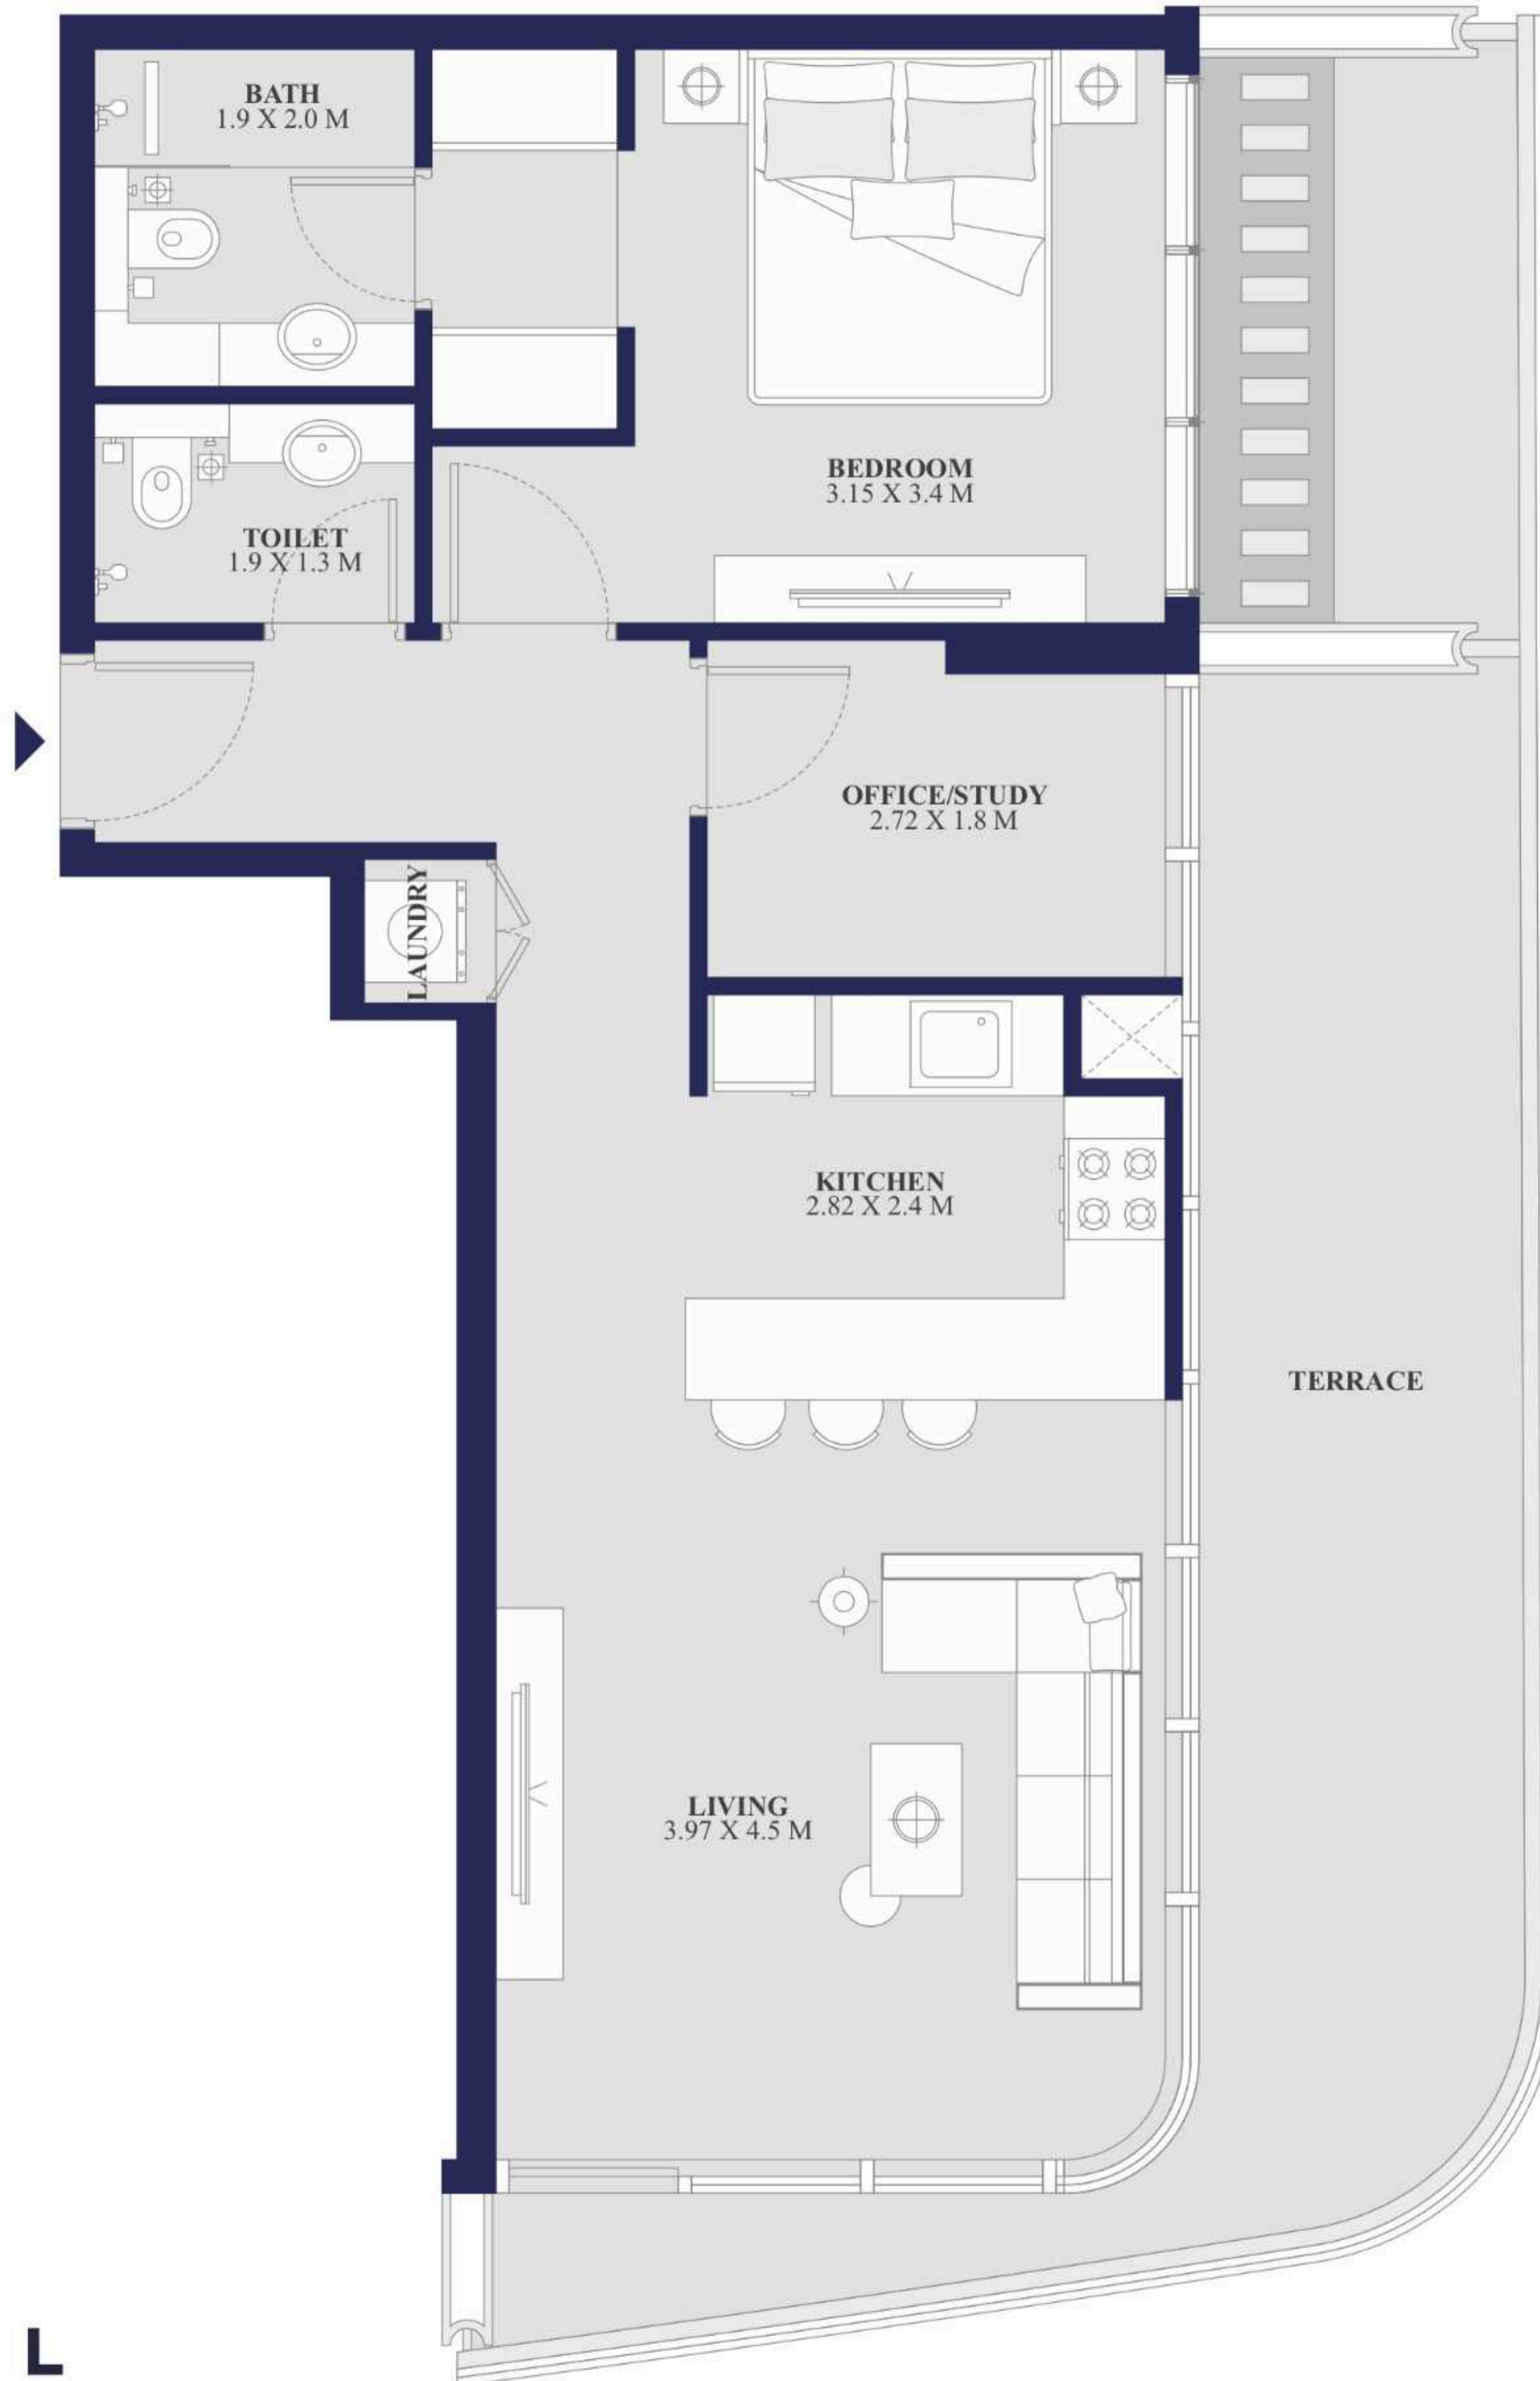 BATH
1.9 X 2.0 M
BEDROOM
3.15 X 3.4 M
TOILET
1.9 X 1.3 M
OFFICE/STUDY
2.72 X 1.8 M
LAUNDRY
KITCHEN
2.82 X 2.4 M
TERRACE
LIVING
3.97 X 4.5 M
L